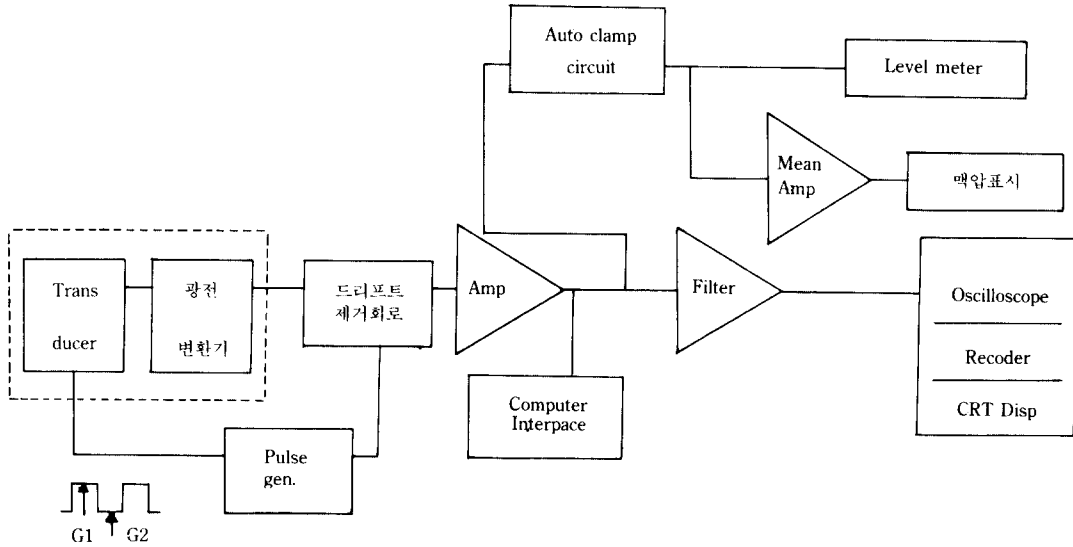 Auto clamp
circuit
Level meter
Mean
Amp
맥압표시
Trans
ducer
광전
변환기
드리프트
제거회로
Amp
Filter
Oscilloscope
Recoder
CRT Disp
Computer
Interpace
Pulse
gen.
G1
G2